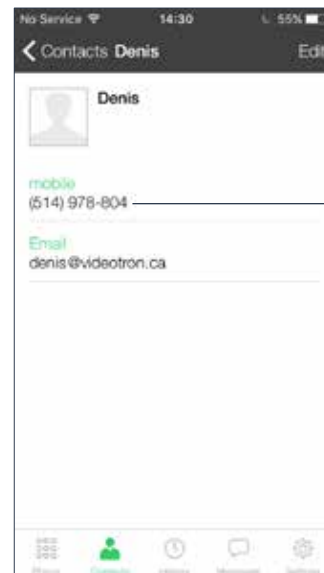 No Service 14:30 55%
Contacts Denis Edit
Denis
mobile
(514) 978-804
Email
denis@videotron.ca
Contacts